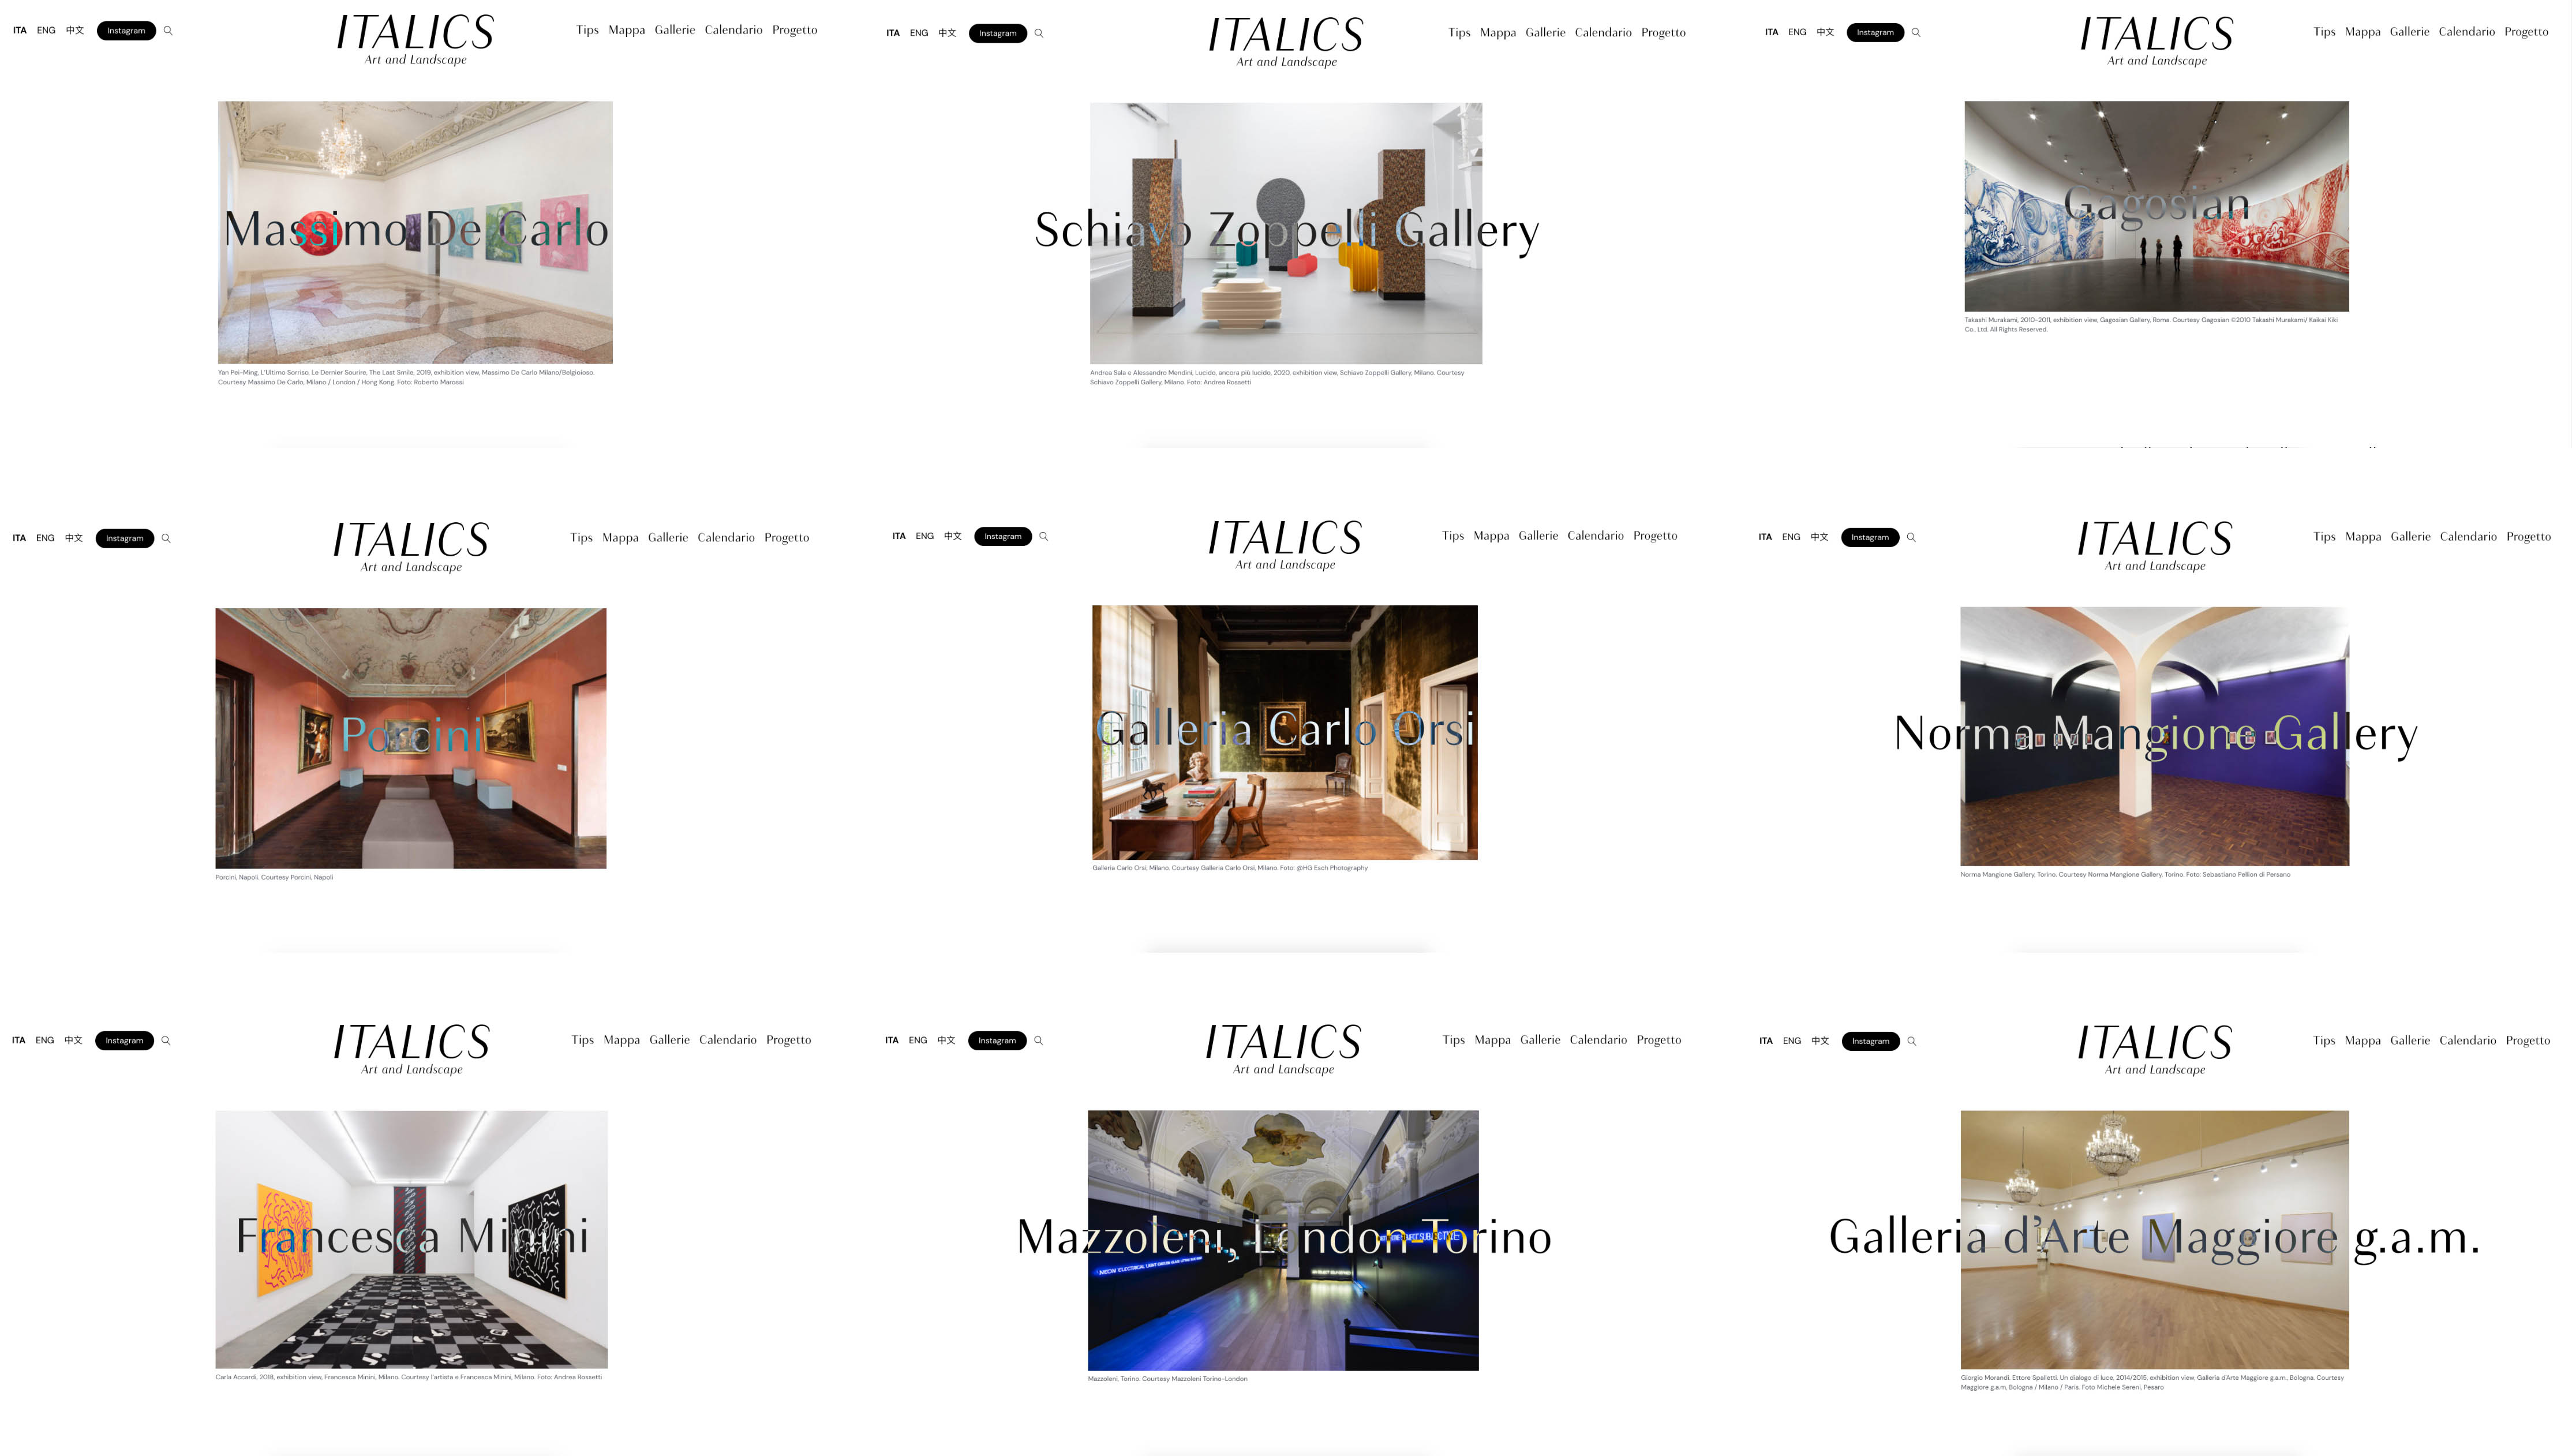 ITA ENG 中文 Instagram
ITALICS
Art and Landscape
Tips Mappa Gallerie Calendario Progetto
Massimo De Carlo
Yan Pei-Ming, L'Ultimo Sorriso, Le Dernier Sourire, The Last Smile, 2019, exhibition view, Massimo De Carlo Milano/Belgioioso.
Courtesy Massimo De Carlo, Milano / London / Hong Kong. Foto: Roberto Marossi
ITA ENG 中文 Instagram
ITALICS
Art and Landscape
Tips Mappa Gallerie Calendario Progetto
Schiavo Zoppelli Gallery
Andrea Sala e Alessandro Mendini, Lucido, ancora più lucido, 2020, exhibition view, Schiavo Zoppelli Gallery, Milano. Courtesy
Schiavo Zoppelli Gallery, Milano. Foto: Andrea Rossetti
ITA ENG 中文 Instagram
ITALICS
Art and Landscape
Tips Mappa Gallerie Calendario Progetto
Gagosian
Takashi Murakami, 2010-2011, exhibition view, Gagosian Gallery, Roma. Courtesy Gagosian ©2010 Takashi Murakami/ Kaikai Kiki
Co., Ltd. All Rights Reserved.
ITA ENG 中文 Instagram
ITALICS
Art and Landscape
Tips Mappa Gallerie Calendario Progetto
Porcini
Porcini, Napoli. Courtesy Porcini, Napoli
ITA ENG 中文 Instagram
ITALICS
Art and Landscape
Tips Mappa Gallerie Calendario Progetto
Galleria Carlo Orsi
Galleria Carlo Orsi, Milano. Courtesy Galleria Carlo Orsi, Milano. Foto: @HG Esch Photography
ITA ENG 中文 Instagram
ITALICS
Art and Landscape
Tips Mappa Gallerie Calendario Progetto
Norma Mangione Gallery
Norma Mangione Gallery, Torino. Courtesy Norma Mangione Gallery, Torino. Foto: Sebastiano Pellion di Persano
ITA ENG 中文 Instagram
ITALICS
Art and Landscape
Tips Mappa Gallerie Calendario Progetto
Francesca Minini
Carla Accardi, 2018, exhibition view, Francesca Minini, Milano. Courtesy l'artista e Francesca Minini, Milano. Foto: Andrea Rossetti
ITA ENG 中文 Instagram
ITALICS
Art and Landscape
Tips Mappa Gallerie Calendario Progetto
Mazzoleni, London-Torino
Mazzoleni, Torino. Courtesy Mazzoleni Torino-London
ITA ENG 中文 Instagram
ITALICS
Art and Landscape
Tips Mappa Gallerie Calendario Progetto
Galleria d'Arte Maggiore g.a.m.
Giorgio Morandi. Ettore Spalletti. Un dialogo di luce, 2014/2015, exhibition view, Galleria d'Arte Maggiore g.a.m., Bologna. Courtesy
Maggiore g.a.m, Bologna / Milano / Paris. Foto Michele Sereni, Pesaro